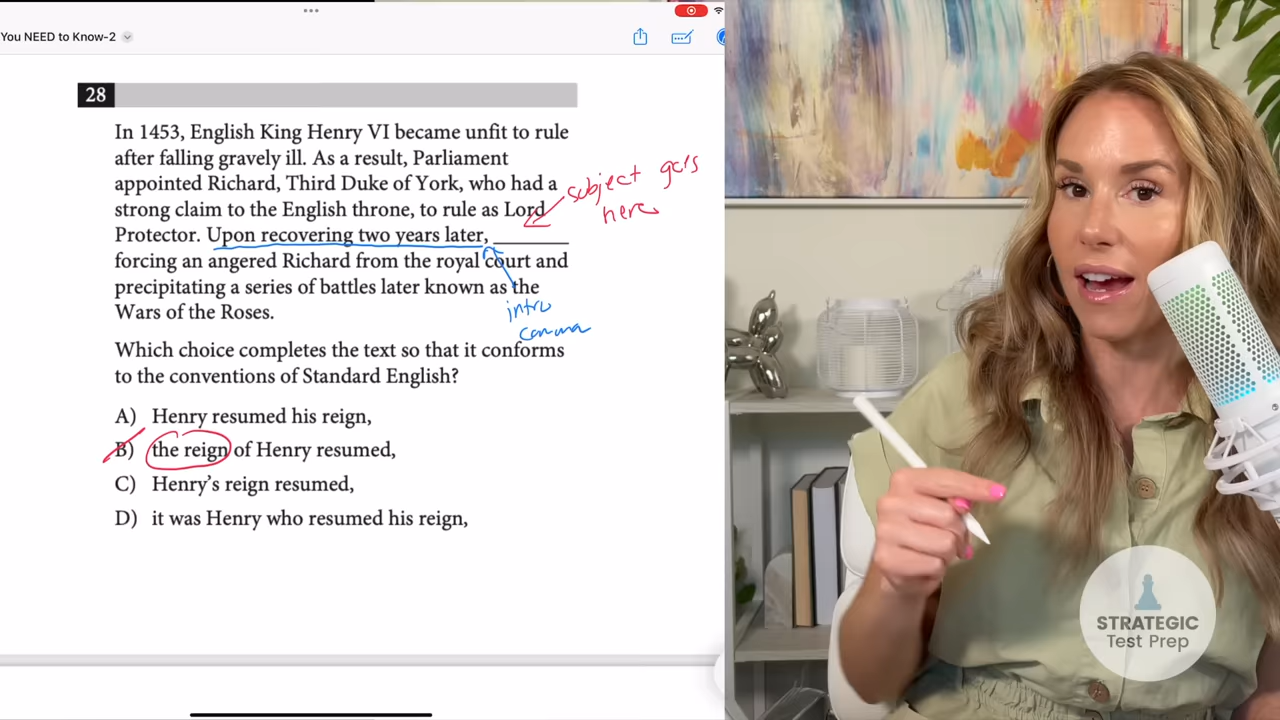 You NEED to Know-2
28
In 1453, English King Henry VI became unfit to rule
after falling gravely ill. As a result, Parliament
appointed Richard, Third Duke of York, who had a
strong claim to the English throne, to rule as Lord
Protector. Upon recovering two years later, ______
forcing an angered Richard from the royal court and
precipitating a series of battles later known as the
Wars of the Roses.
subject goes
here
intro
comma
Which choice completes the text so that it conforms
to the conventions of Standard English?
A) Henry resumed his reign,
B) the reign of Henry resumed,
C) Henry’s reign resumed,
D) it was Henry who resumed his reign,
STRATEGIC
Test Prep